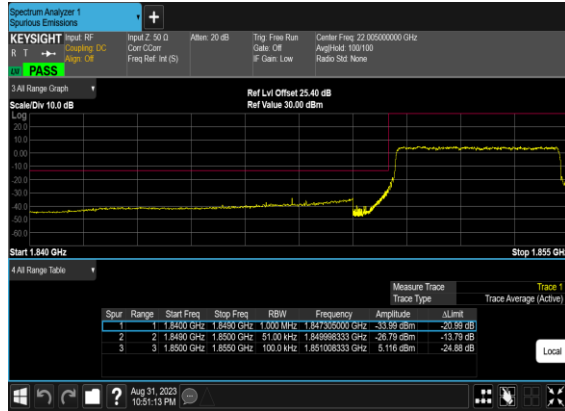 Spectrum Analyzer 1
Spurious Emissions
+
KEYSIGHT Input: RF Input Z: 50 Ω Atten: 20 dB Trig: Free Run Center Freq: 22.005000000 GHz
R T Coupling: DC Corr CCorr Gate: Off Avg|Hold: 100/100
Align: Off Freq Ref: Int (S) IF Gain: Low Radio Std: None
PASS
3 All Range Graph
Ref Lvl Offset 25.40 dB
Scale/Div 10.0 dB Ref Value 30.00 dBm
Log
20.0
10.0
0.00
-10.0
-20.0
-30.0
-40.0
-50.0
-60.0
Start 1.840 GHz Stop 1.855 GH
4 All Range Table
Measure Trace Trace 1
Trace Type Trace Average (Active)
Spur Range Start Freq Stop Freq RBW Frequency Amplitude ΔLimit
1 1 1.8400 GHz 1.8490 GHz 1.000 MHz 1.847305000 GHz -33.99 dBm -20.99 dB
2 2 1.8490 GHz 1.8500 GHz 51.00 kHz 1.849998333 GHz -26.79 dBm -13.79 dB
3 3 1.8500 GHz 1.8550 GHz 100.0 kHz 1.851008333 GHz 5.116 dBm -24.88 dB
Local
? Aug 31, 2023
10:51:13 PM